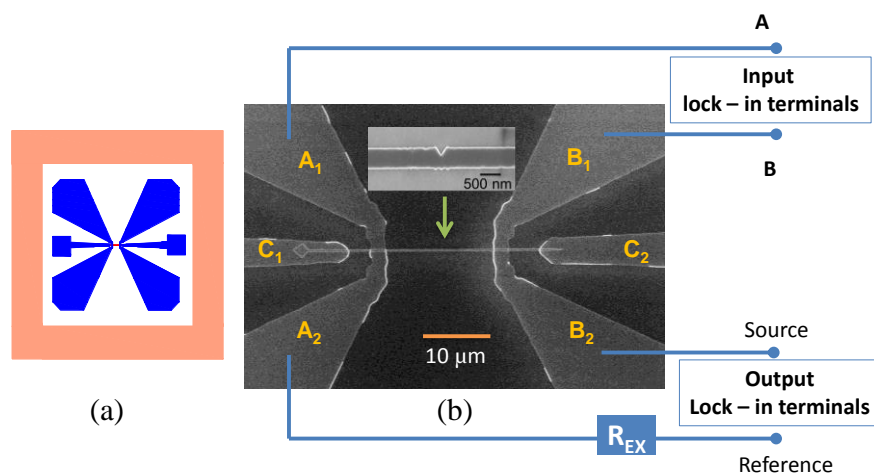 A
Input
lock – in terminals
B
A₁
B₁
500 nm
C₁
C₂
A₂
B₂
10 µm
Source
Output
Lock – in terminals
R_EX
Reference
(a)
(b)